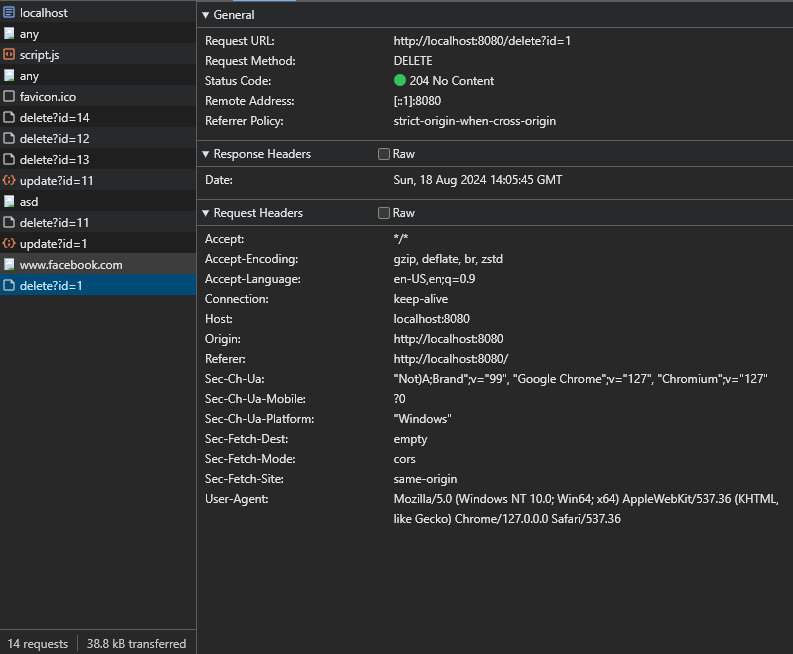 localhost
any
script.js
any
favicon.ico
delete?id=14
delete?id=12
delete?id=13
update?id=11
asd
delete?id=11
update?id=1
www.facebook.com
delete?id=1
14 requests 38.8 kB transferred
General
Request URL: http://localhost:8080/delete?id=1
Request Method: DELETE
Status Code: 204 No Content
Remote Address: [::1]:8080
Referrer Policy: strict-origin-when-cross-origin
Response Headers Raw
Date: Sun, 18 Aug 2024 14:05:45 GMT
Request Headers Raw
Accept: */*
Accept-Encoding: gzip, deflate, br, zstd
Accept-Language: en-US,en;q=0.9
Connection: keep-alive
Host: localhost:8080
Origin: http://localhost:8080
Referer: http://localhost:8080/
Sec-Ch-Ua: "Not)A;Brand";v="99", "Google Chrome";v="127", "Chromium";v="127"
Sec-Ch-Ua-Mobile: ?0
Sec-Ch-Ua-Platform: "Windows"
Sec-Fetch-Dest: empty
Sec-Fetch-Mode: cors
Sec-Fetch-Site: same-origin
User-Agent: Mozilla/5.0 (Windows NT 10.0; Win64; x64) AppleWebKit/537.36 (KHTML,
like Gecko) Chrome/127.0.0.0 Safari/537.36